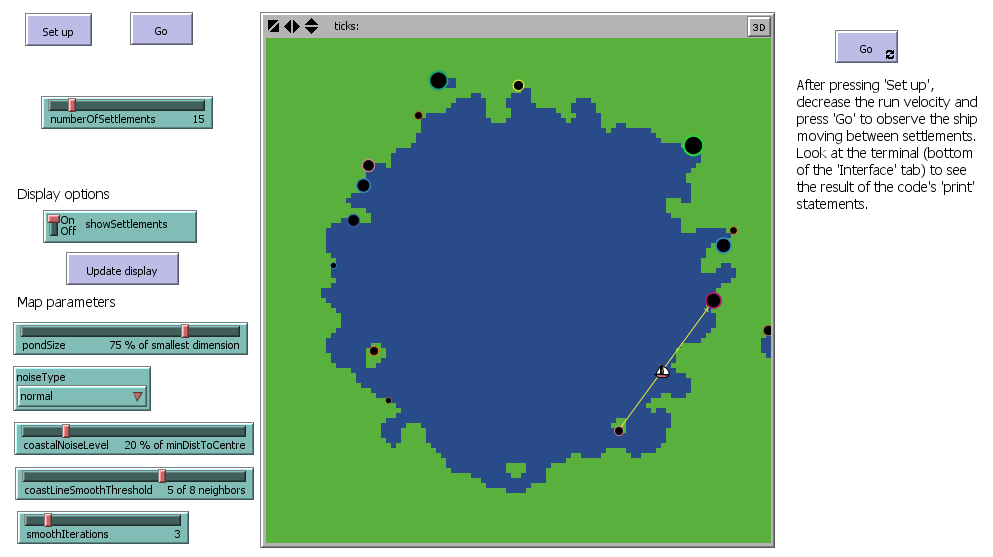 Set up
Go
ticks:
3D
Go
After pressing 'Set up',
decrease the run velocity and
press 'Go' to observe the ship
moving between settlements.
Look at the terminal (bottom
of the 'Interface' tab) to see
the result of the code's 'print'
statements.
numberOfSettlements 15
Display options
On
Off
showSettlements
Update display
Map parameters
pondSize 75 % of smallest dimension
noiseType
normal
coastalNoiseLevel 20 % of minDistToCentre
coastLineSmoothThreshold 5 of 8 neighbors
smoothIterations 3